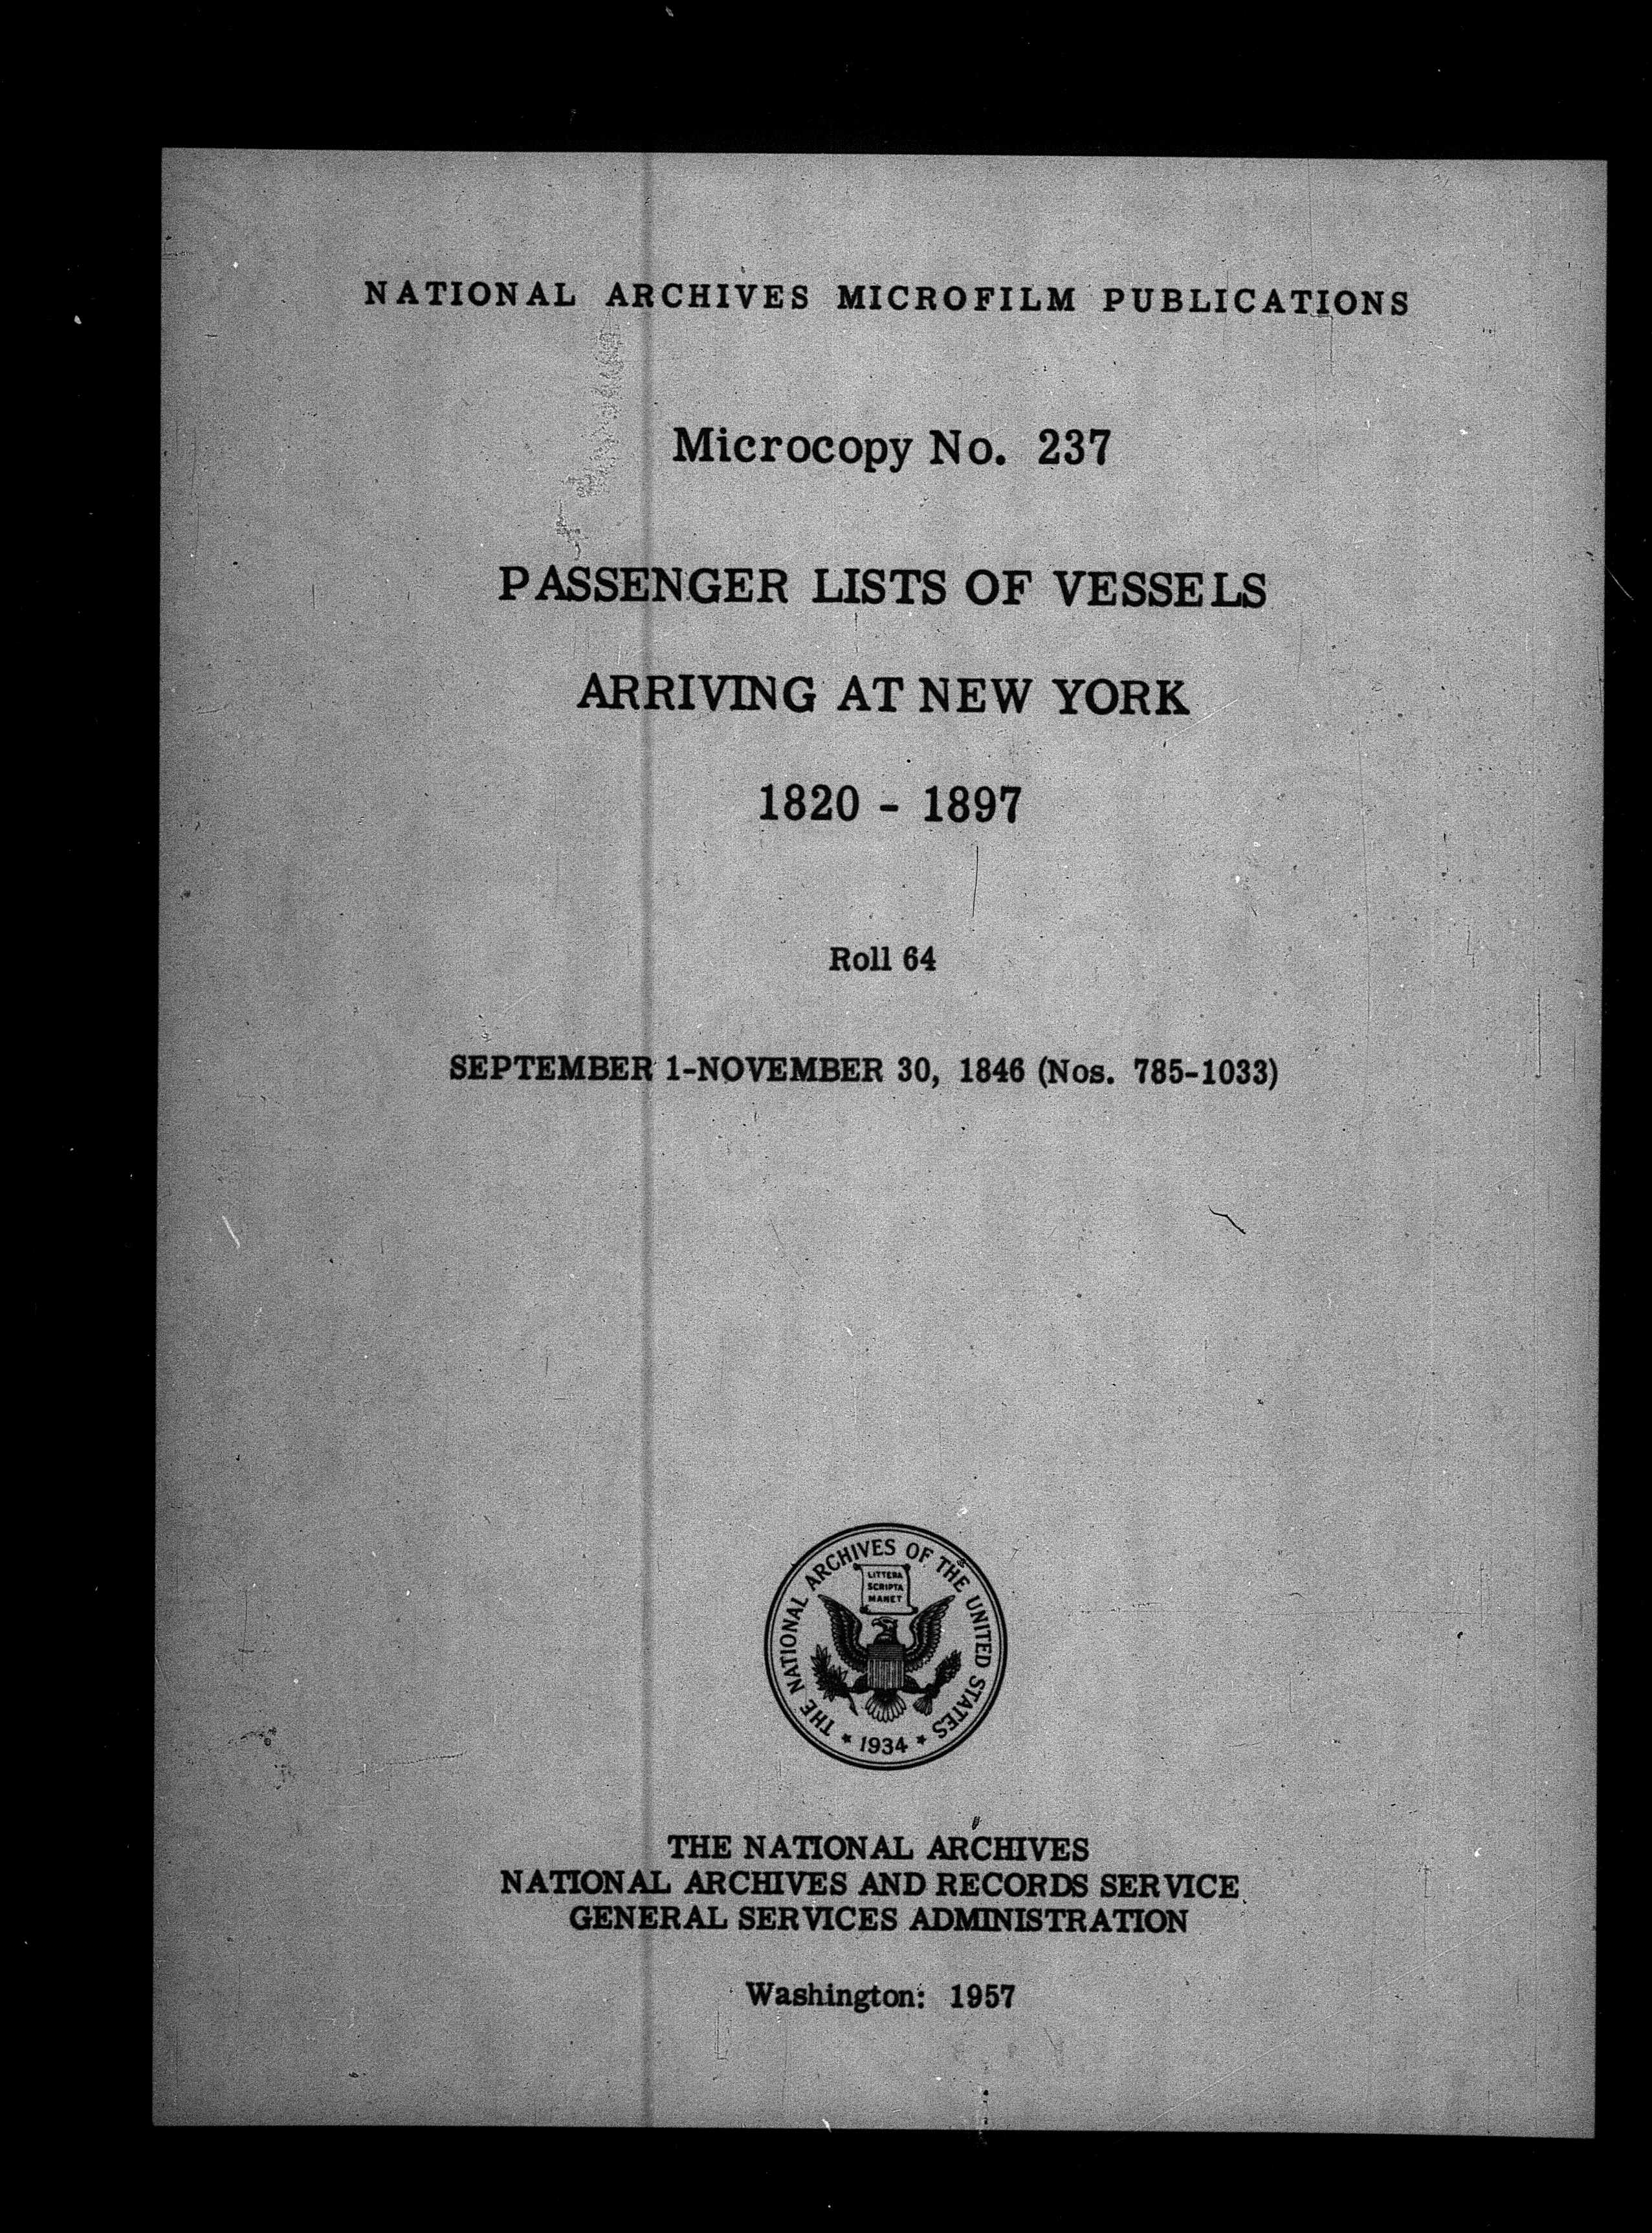 NATIONAL ARCHIVES MICROFILM PUBLICATIONS
Microcopy No. 237
PASSENGER LISTS OF VESSELS
ARRIVING AT NEW YORK
1820 - 1897
Roll 64
SEPTEMBER 1-NOVEMBER 30, 1846 (Nos. 785-1033)
THE NATIONAL ARCHIVES OF THE UNITED STATES
LITTERA
SCRIPTA
MANET
★ 1934 ★
THE NATIONAL ARCHIVES
NATIONAL ARCHIVES AND RECORDS SERVICE
GENERAL SERVICES ADMINISTRATION
Washington: 1957